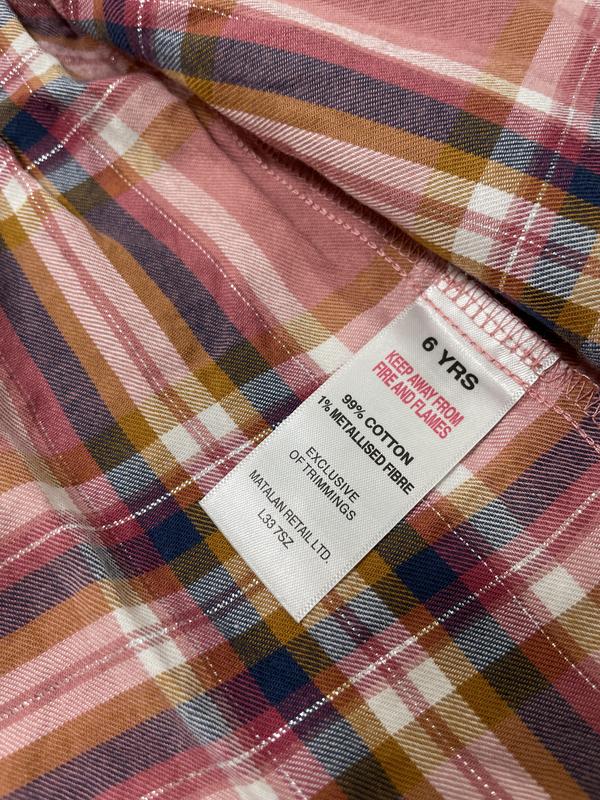 6 YRS
KEEP AWAY FROM
FIRE AND FLAMES
99% COTTON
1% METALLISED FIBRE
EXCLUSIVE
OF TRIMMINGS
MATALAN RETAIL LTD.
L33 7SZ